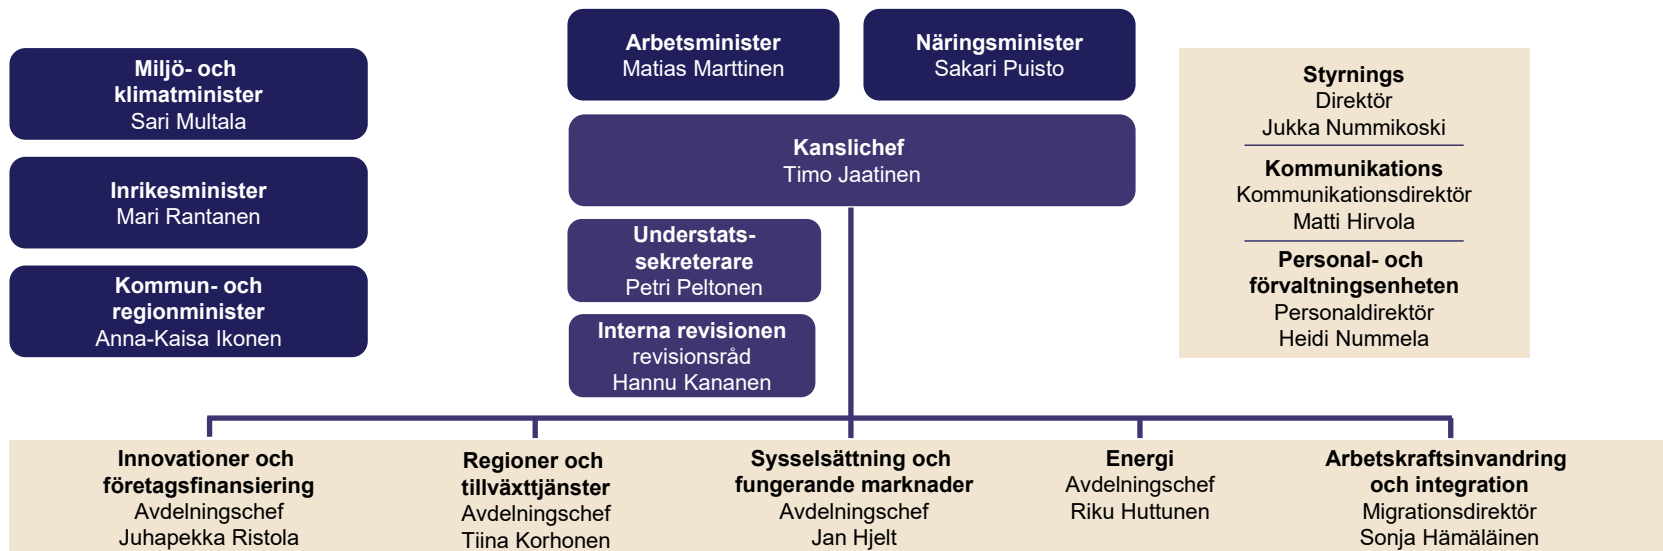 Miljö- och
klimatminister
Sari Multala
Inrikesminister
Mari Rantanen
Kommun- och
regionminister
Anna-Kaisa Ikonen
Arbetsminister
Matias Marttinen
Näringsminister
Sakari Puisto
Kanslichef
Timo Jaatinen
Understats-
sekreterare
Petri Peltonen
Interna revisionen
revisionsråd
Hannu Kananen
Styrnings
Direktör
Jukka Nummikoski
Kommunikations
Kommunikationsdirektör
Matti Hirvola
Personal- och
förvaltningsenheten
Personaldirektör
Heidi Nummela
Innovationer och
företagsfinansiering
Avdelningschef
Juhapekka Ristola
Regioner och
tillväxttjänster
Avdelningschef
Tiina Korhonen
Sysselsättning och
fungerande marknader
Avdelningschef
Jan Hjelt
Energi
Avdelningschef
Riku Huttunen
Arbetskraftsinvandring
och integration
Migrationsdirektör
Sonja Hämäläinen